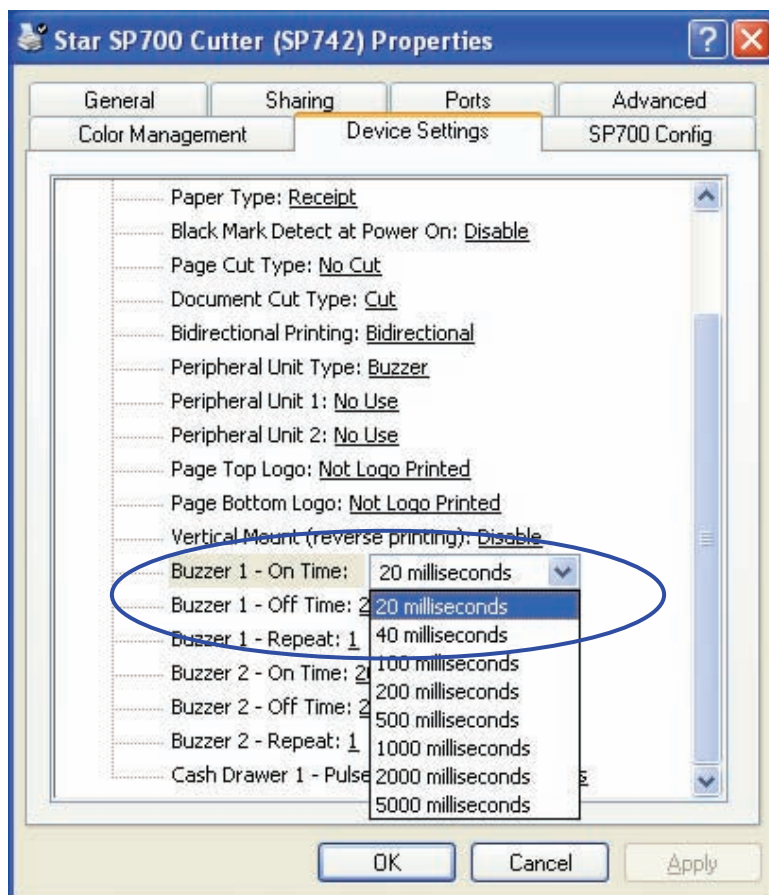 Star SP700 Cutter (SP742) Properties
General Sharing Ports Advanced
Color Management Device Settings SP700 Config
Paper Type: Receipt
Black Mark Detect at Power On: Disable
Page Cut Type: No Cut
Document Cut Type: Cut
Bidirectional Printing: Bidirectional
Peripheral Unit Type: Buzzer
Peripheral Unit 1: No Use
Peripheral Unit 2: No Use
Page Top Logo: Not Logo Printed
Page Bottom Logo: Not Logo Printed
Vertical Mount (reverse printing): Disable
Buzzer 1 - On Time: 20 milliseconds
Buzzer 1 - Off Time: 2
20 milliseconds
40 milliseconds
Buzzer 1 - Repeat: 1
100 milliseconds
Buzzer 2 - On Time: 2
200 milliseconds
Buzzer 2 - Off Time: 2
500 milliseconds
Buzzer 2 - Repeat: 1
1000 milliseconds
Cash Drawer 1 - Pulse
2000 milliseconds
5000 milliseconds
OK Cancel Apply